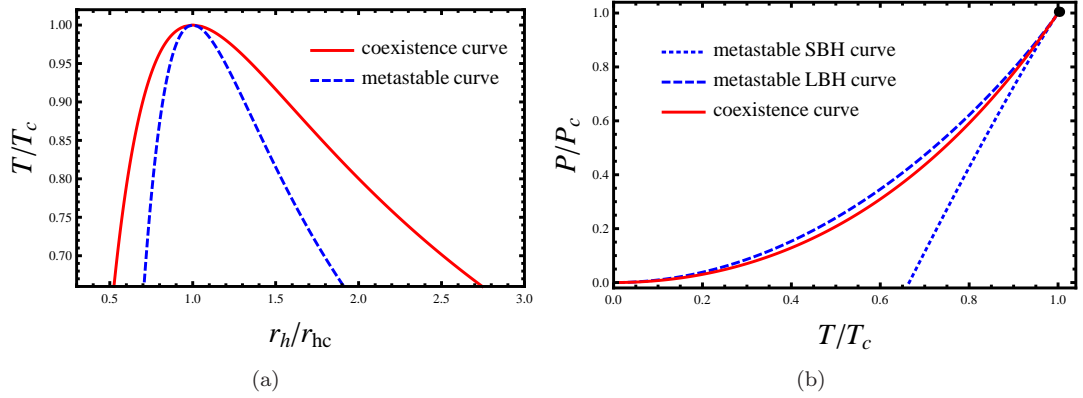 T/T_c
1.00
0.95
0.90
0.85
0.80
0.75
0.70
0.5
1.0
1.5
2.0
2.5
3.0
coexistence curve
metastable curve
r_h/r_hc
(a)
P/P_c
1.0
0.8
0.6
0.4
0.2
0.0
0.0
0.2
0.4
0.6
0.8
1.0
metastable SBH curve
metastable LBH curve
coexistence curve
T/T_c
(b)